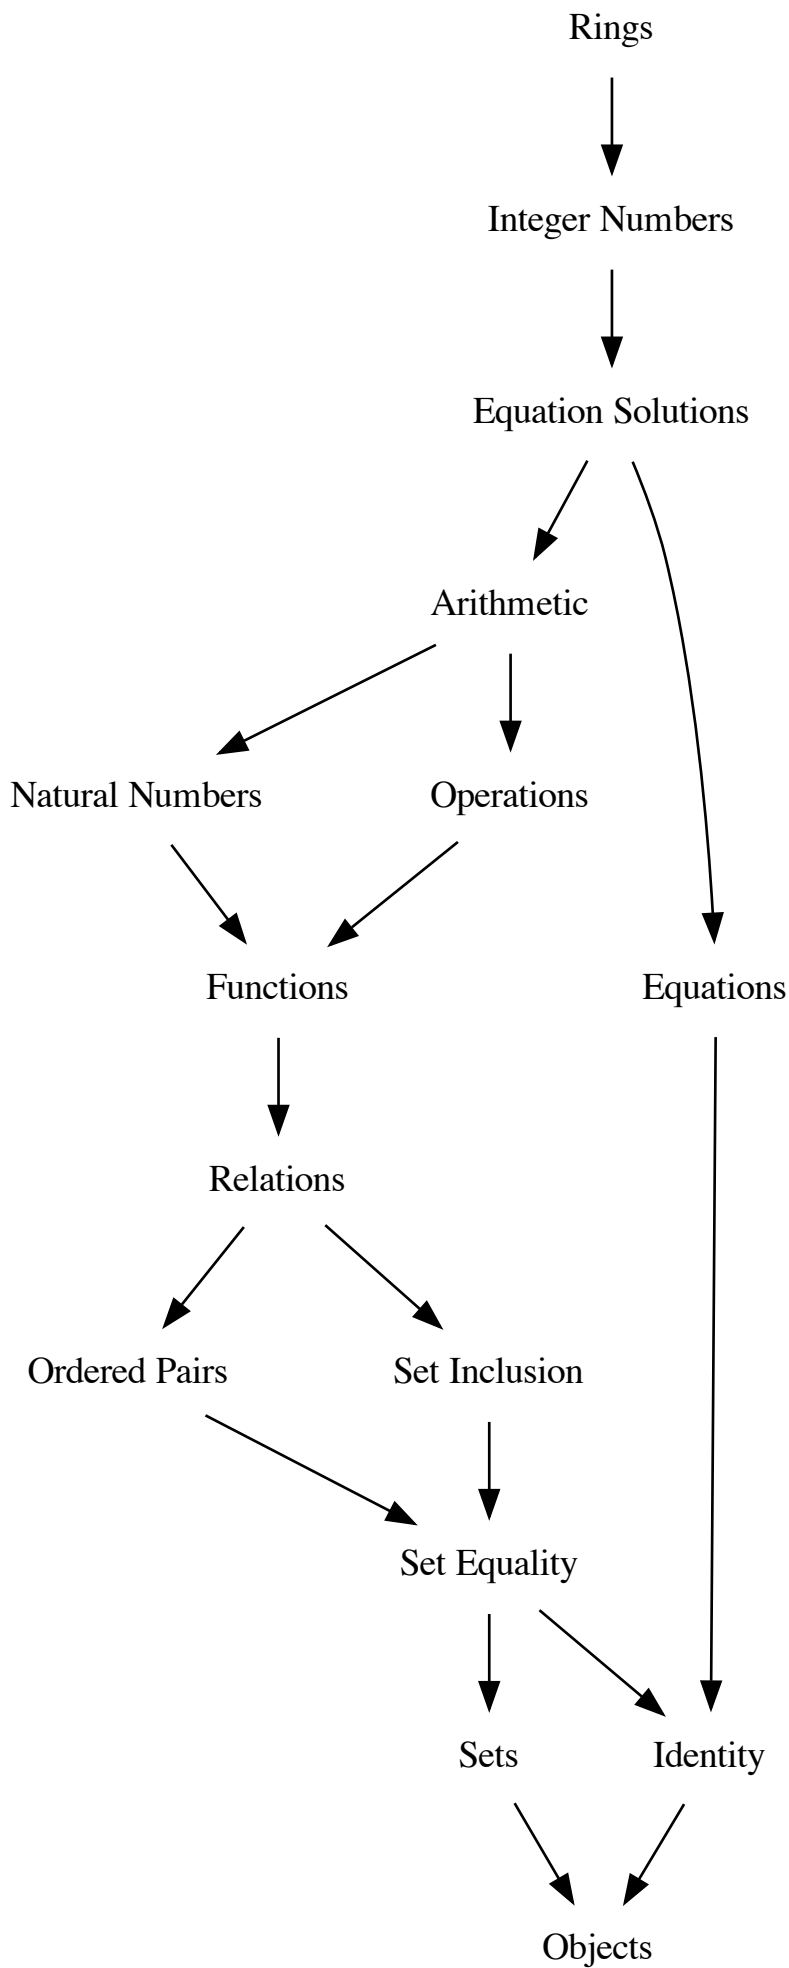 Rings
Integer Numbers
Equation Solutions
Arithmetic
Natural Numbers
Operations
Functions
Equations
Relations
Ordered Pairs
Set Inclusion
Set Equality
Sets
Identity
Objects